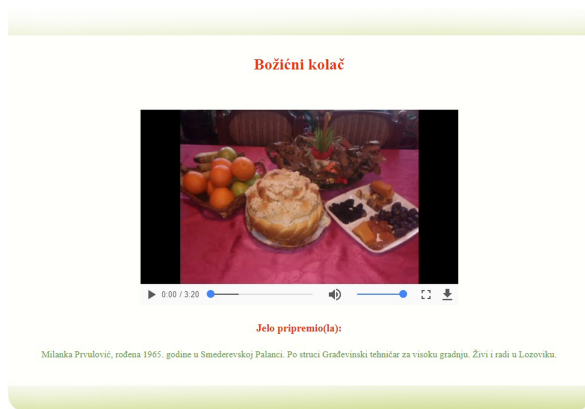 Božićni kolač
0:00 / 3:20
Jelo pripremio(la):
Milanka Prvulović, rođena 1965. godine u Smederevskoj Palanci. Po struci Građevinski tehničar za visoku gradnju. Živi i radi u Lozoviku.